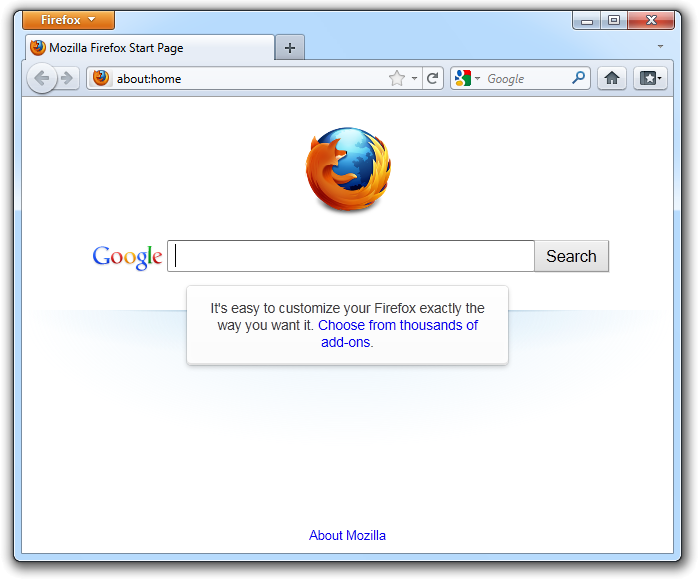 Firefox
Mozilla Firefox Start Page
about:home
Google
Google
Search
It's easy to customize your Firefox exactly the
way you want it. Choose from thousands of
add-ons.
About Mozilla